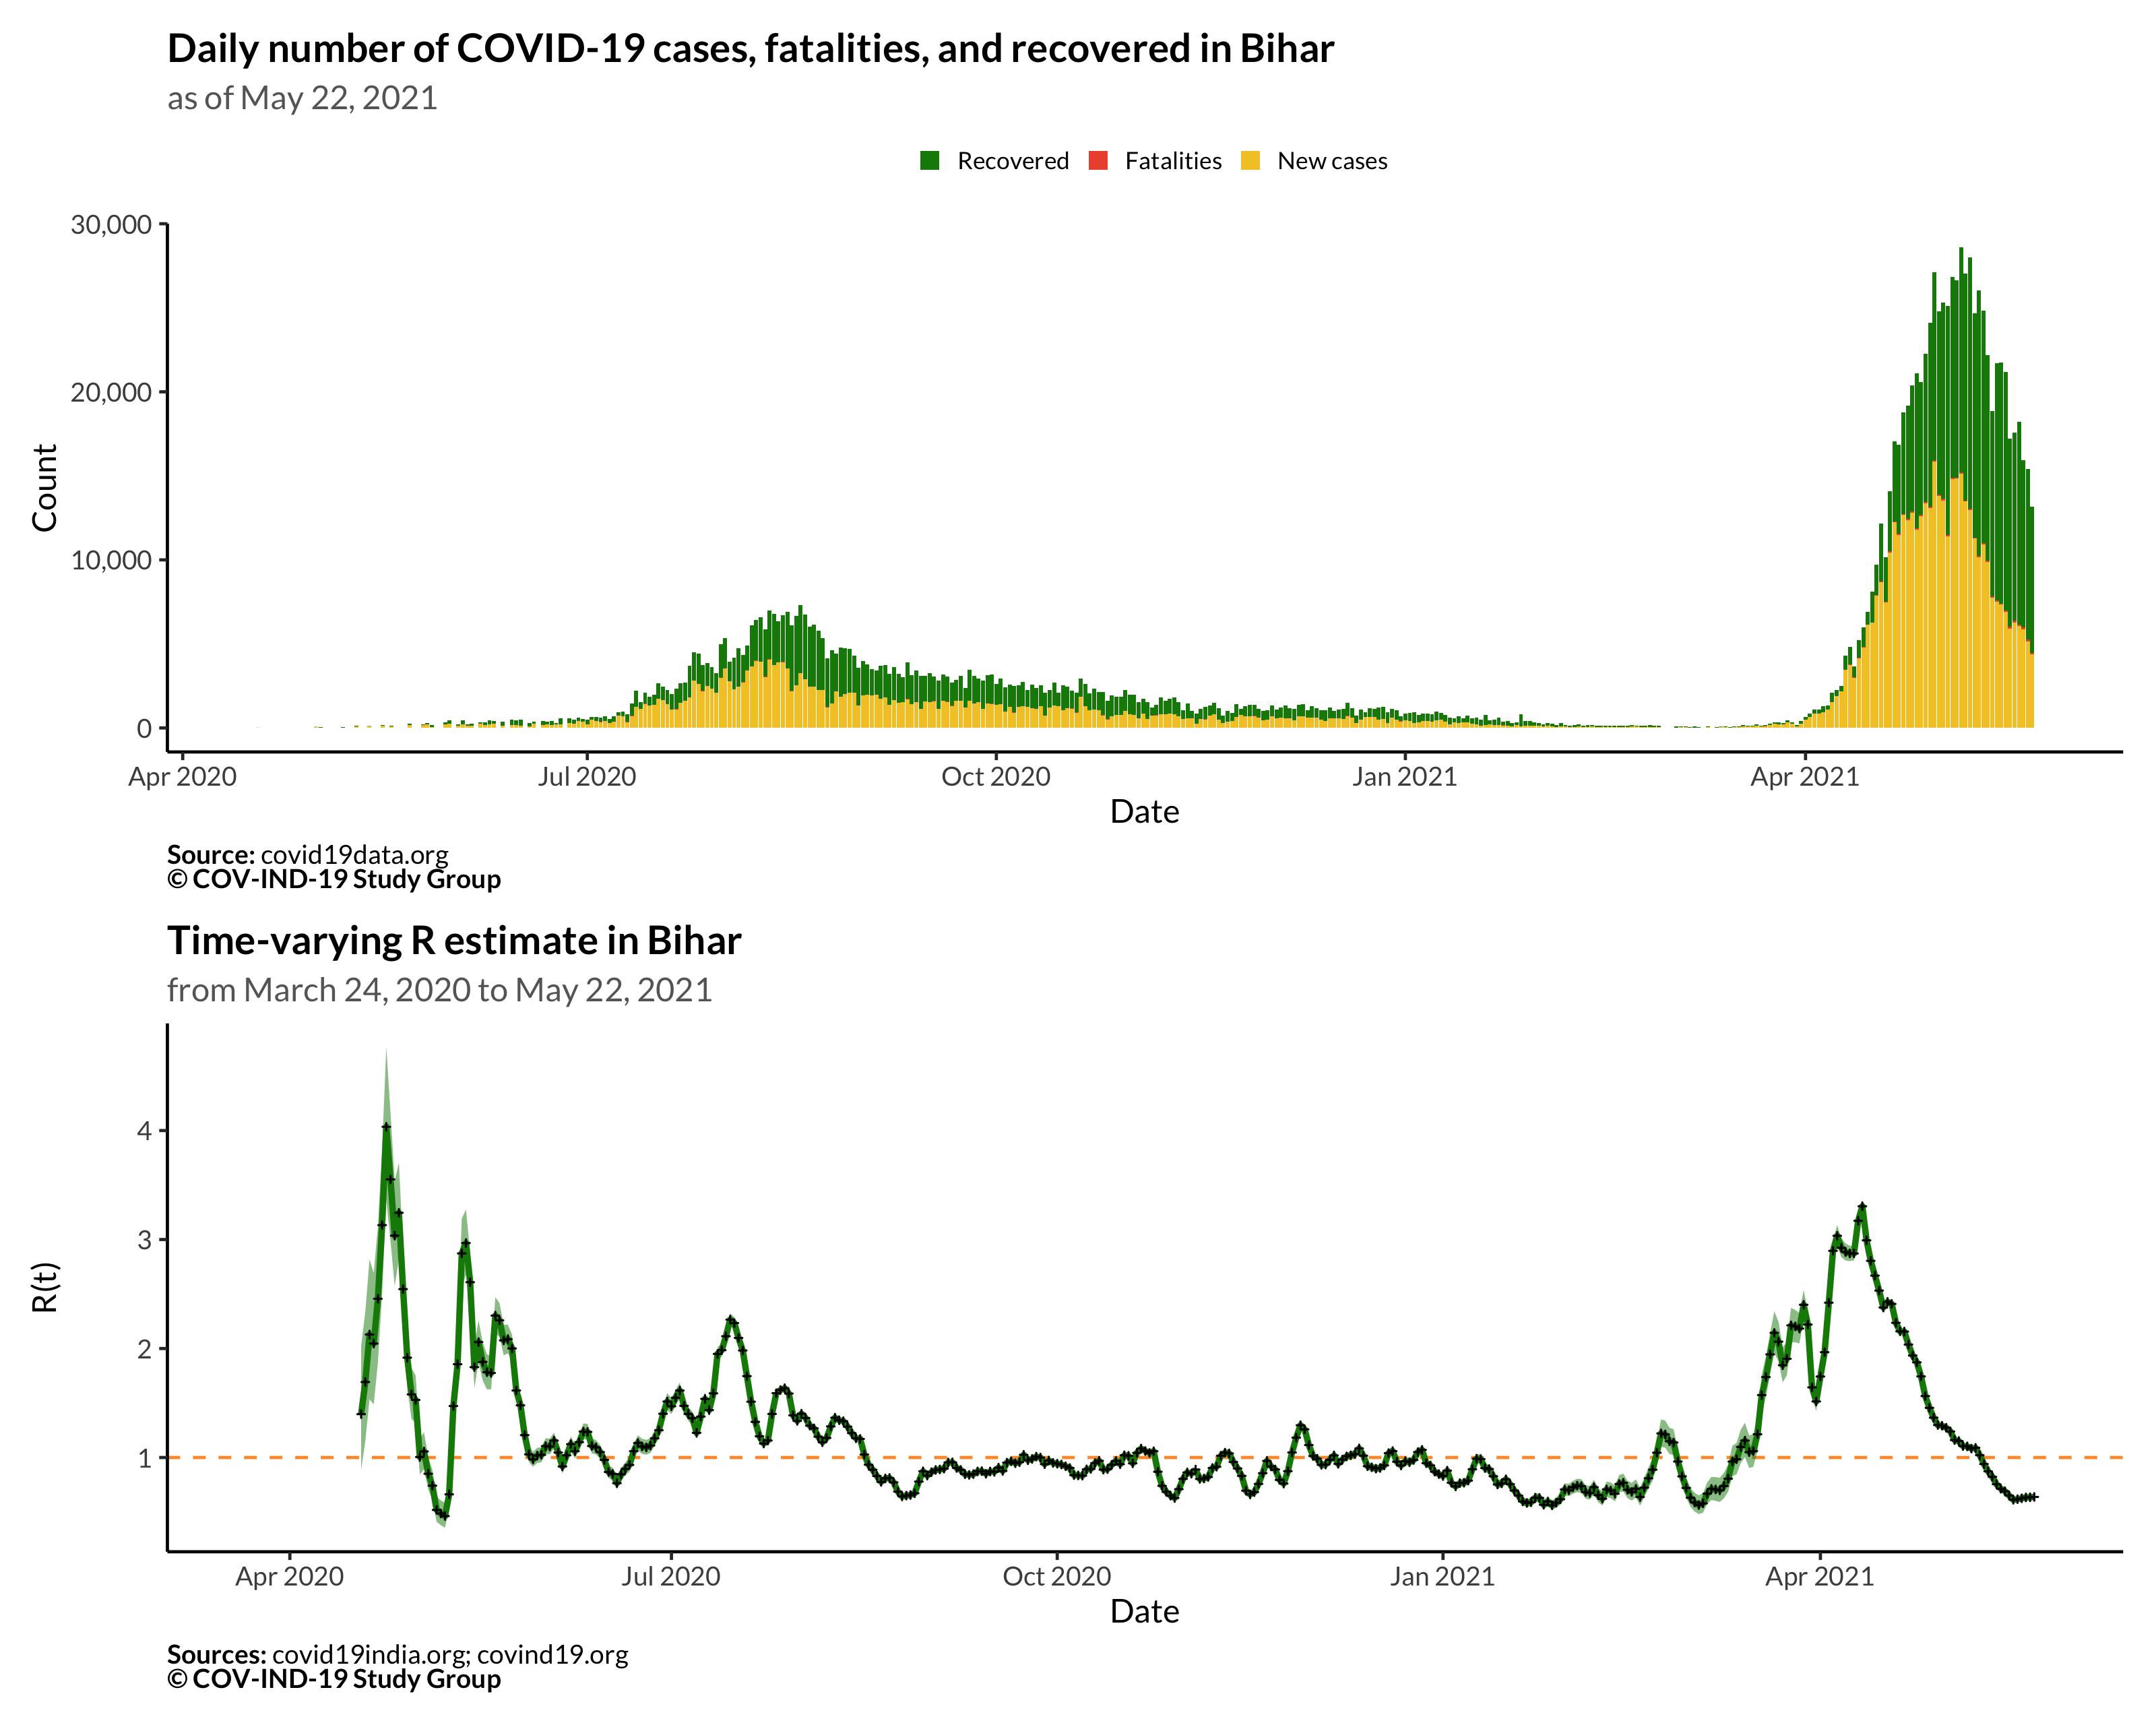 Daily number of COVID-19 cases, fatalities, and recovered in Bihar
as of May 22, 2021
Recovered Fatalities New cases
30,000
20,000
10,000
0
Count
Apr 2020 Jul 2020 Oct 2020 Jan 2021 Apr 2021
Date
Source: covid19data.org
© COV-IND-19 Study Group
Time-varying R estimate in Bihar
from March 24, 2020 to May 22, 2021
4
3
2
1
R(t)
Apr 2020 Jul 2020 Oct 2020 Jan 2021 Apr 2021
Date
Sources: covid19india.org; covind19.org
© COV-IND-19 Study Group